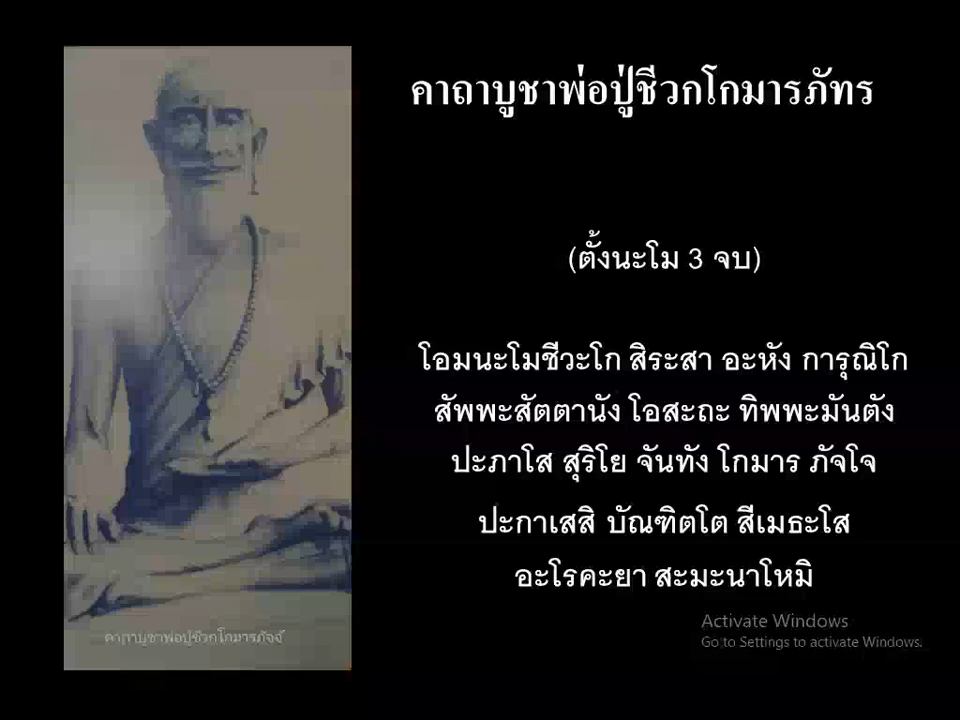 คาถาบูชาพ่อปู่ชีวกโกมารภัทร
(ตั้งนะโม 3 จบ)
โอมนะโมชีวะโก สิระสา อะหัง การุณิโก
สัพพะสัตตานัง โอสะถะ ทิพพะมันตัง
ปะภาโส สุริโย จันทัง โกมาร ภัจโจ
ปะกาเสสิ บัณฑิตโต สีเมธะโส
อะโรคะยา สะมะนาโหมิ
คาถาบูชาพ่อปู่ชีวกโกมารภัจจ์
Activate Windows
Go to Settings to activate Windows.